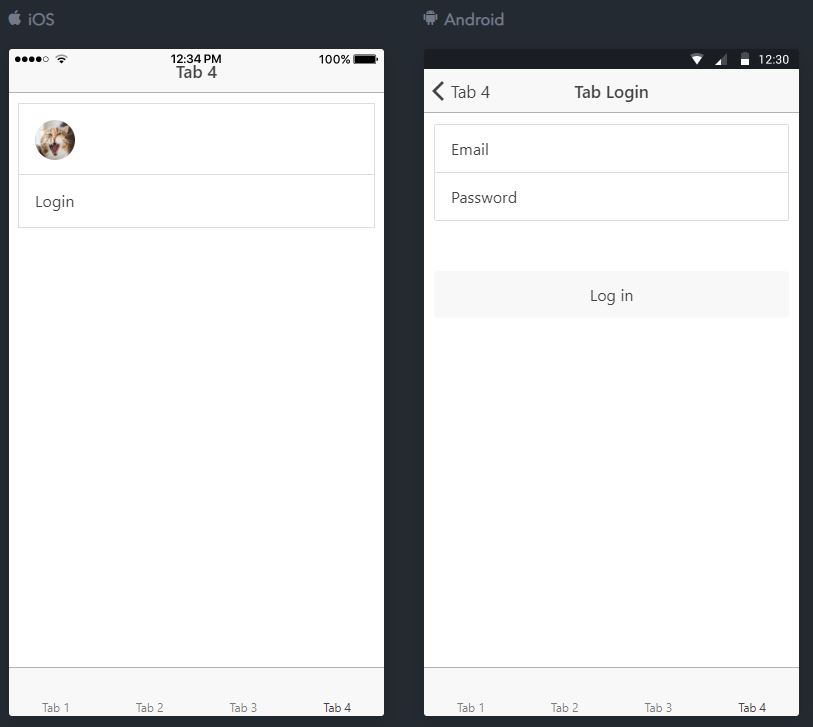 iOS
12:34 PM
100%
Tab 4
Login
Tab 1 Tab 2 Tab 3 Tab 4
Android
12:30
Tab 4 Tab Login
Email
Password
Log in
Tab 1 Tab 2 Tab 3 Tab 4